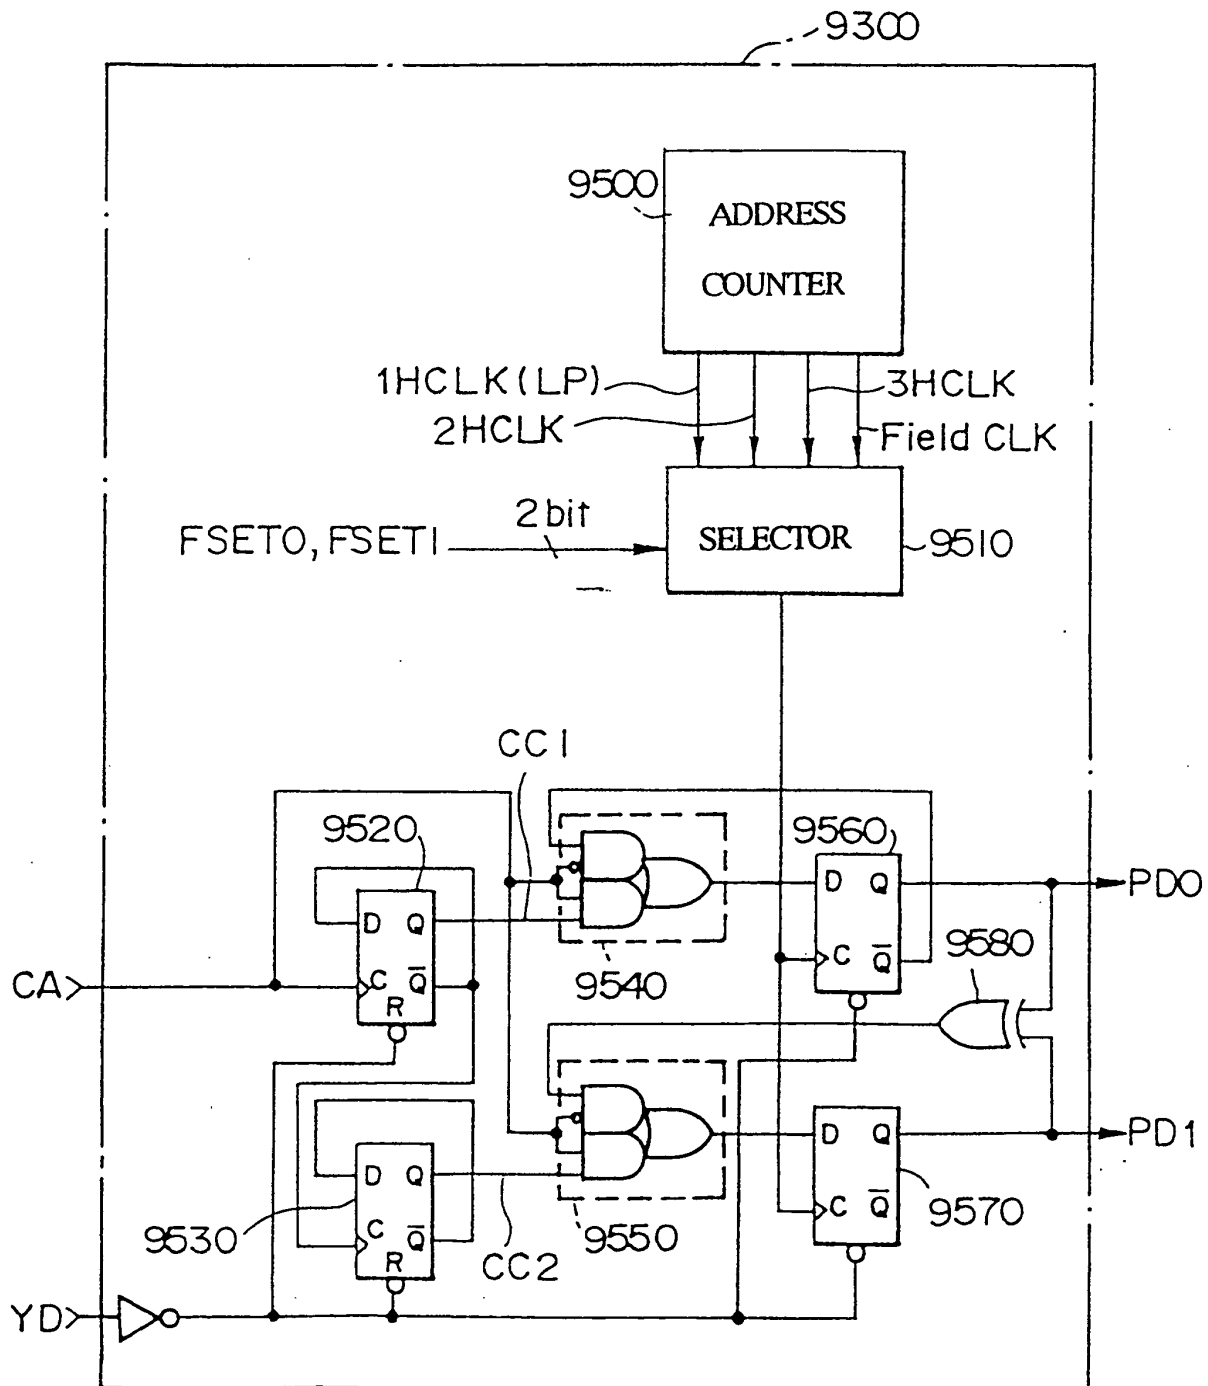 9300
9500
ADDRESS
COUNTER
1HCLK(LP)
3HCLK
2HCLK
Field CLK
2bit
FSET0, FSET1
SELECTOR
9510
CC1
9520
9560
D Q
D Q
PD0
9580
CA
C Q̅
R
9540
C Q̅
D Q
D Q
PD1
9530
C Q̅
R
CC2
9550
C Q̅
9570
YD